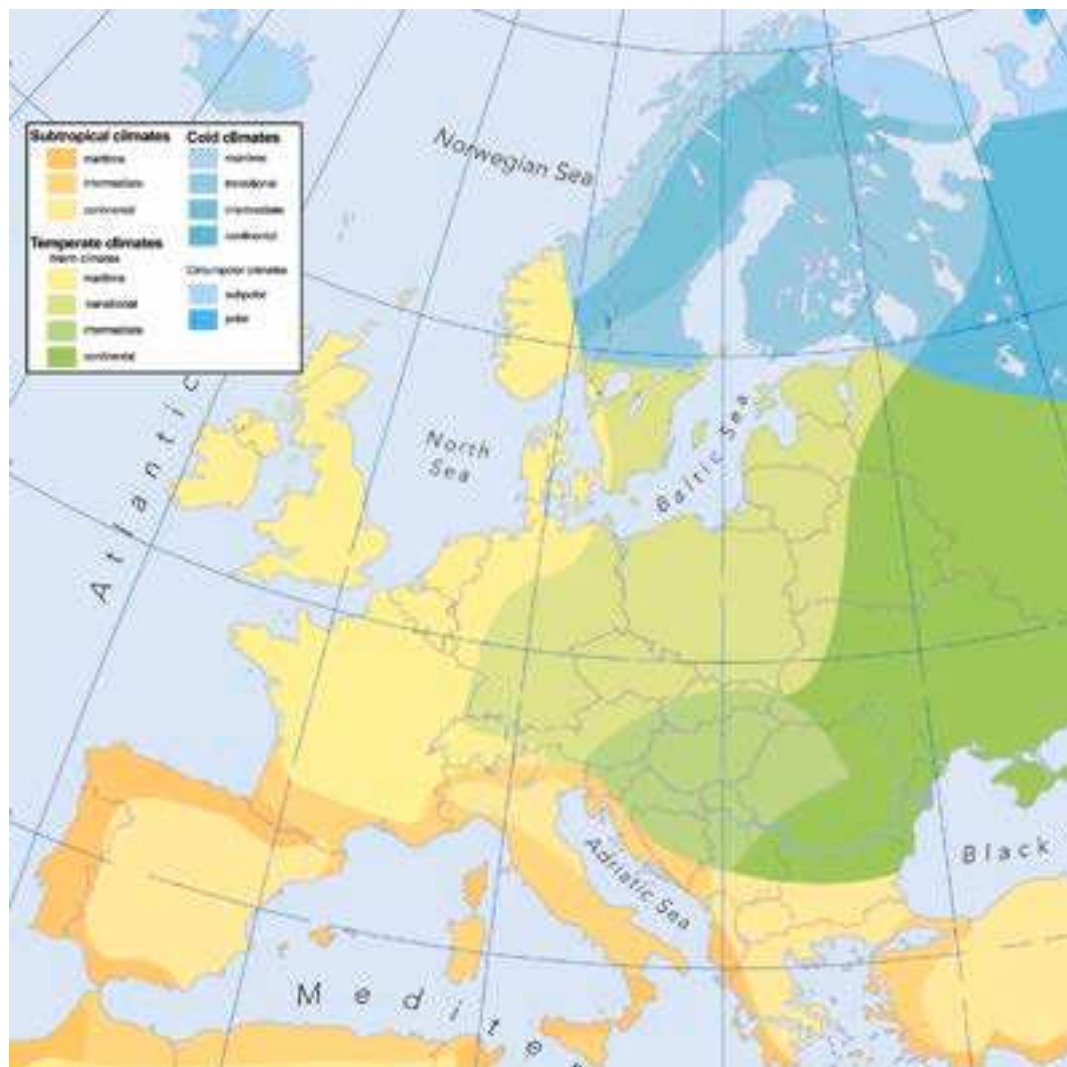 Subtropical climates
maritime
intermediate
continental
Temperate climates
Warm climates
maritime
transitional
intermediate
continental
Cold climates
maritime
transitional
intermediate
continental
Circumpolar climates
subpolar
polar
Norwegian Sea
North
Sea
Baltic Sea
Atlantic
Adriatic Sea
Black
Medite